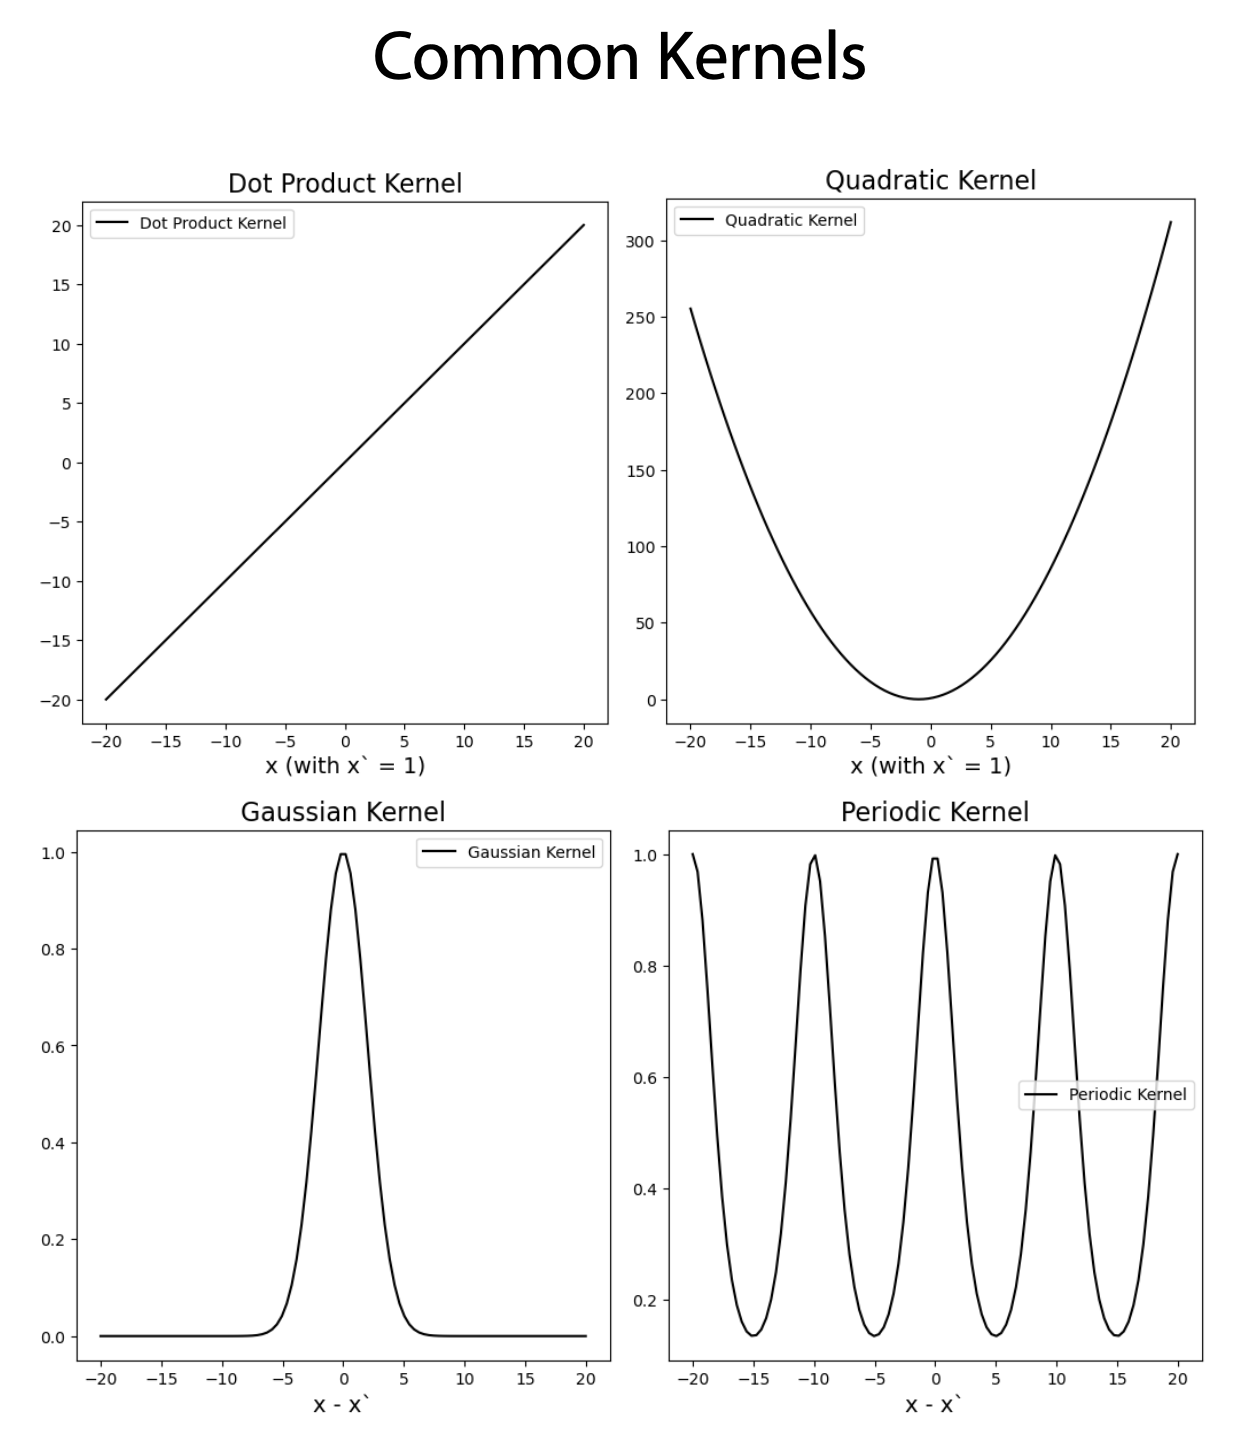 Common Kernels
Dot Product Kernel
Dot Product Kernel
20
15
10
5
0
−5
−10
−15
−20
−20 −15 −10 −5 0 5 10 15 20
x (with x` = 1)
Quadratic Kernel
Quadratic Kernel
300
250
200
150
100
50
0
−20 −15 −10 −5 0 5 10 15 20
x (with x` = 1)
Gaussian Kernel
Gaussian Kernel
1.0
0.8
0.6
0.4
0.2
0.0
−20 −15 −10 −5 0 5 10 15 20
x - x`
Periodic Kernel
Periodic Kernel
1.0
0.8
0.6
0.4
0.2
−20 −15 −10 −5 0 5 10 15 20
x - x`